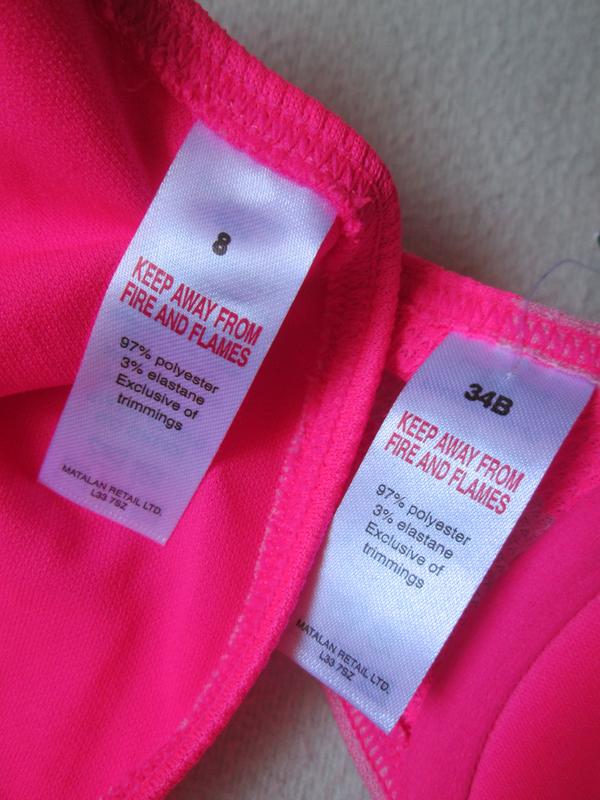 8
KEEP AWAY FROM
FIRE AND FLAMES
97% polyester
3% elastane
Exclusive of
trimmings
MATALAN RETAIL LTD.
L33 7SZ
34B
KEEP AWAY FROM
FIRE AND FLAMES
97% polyester
3% elastane
Exclusive of
trimmings
MATALAN RETAIL LTD.
L33 7SZ